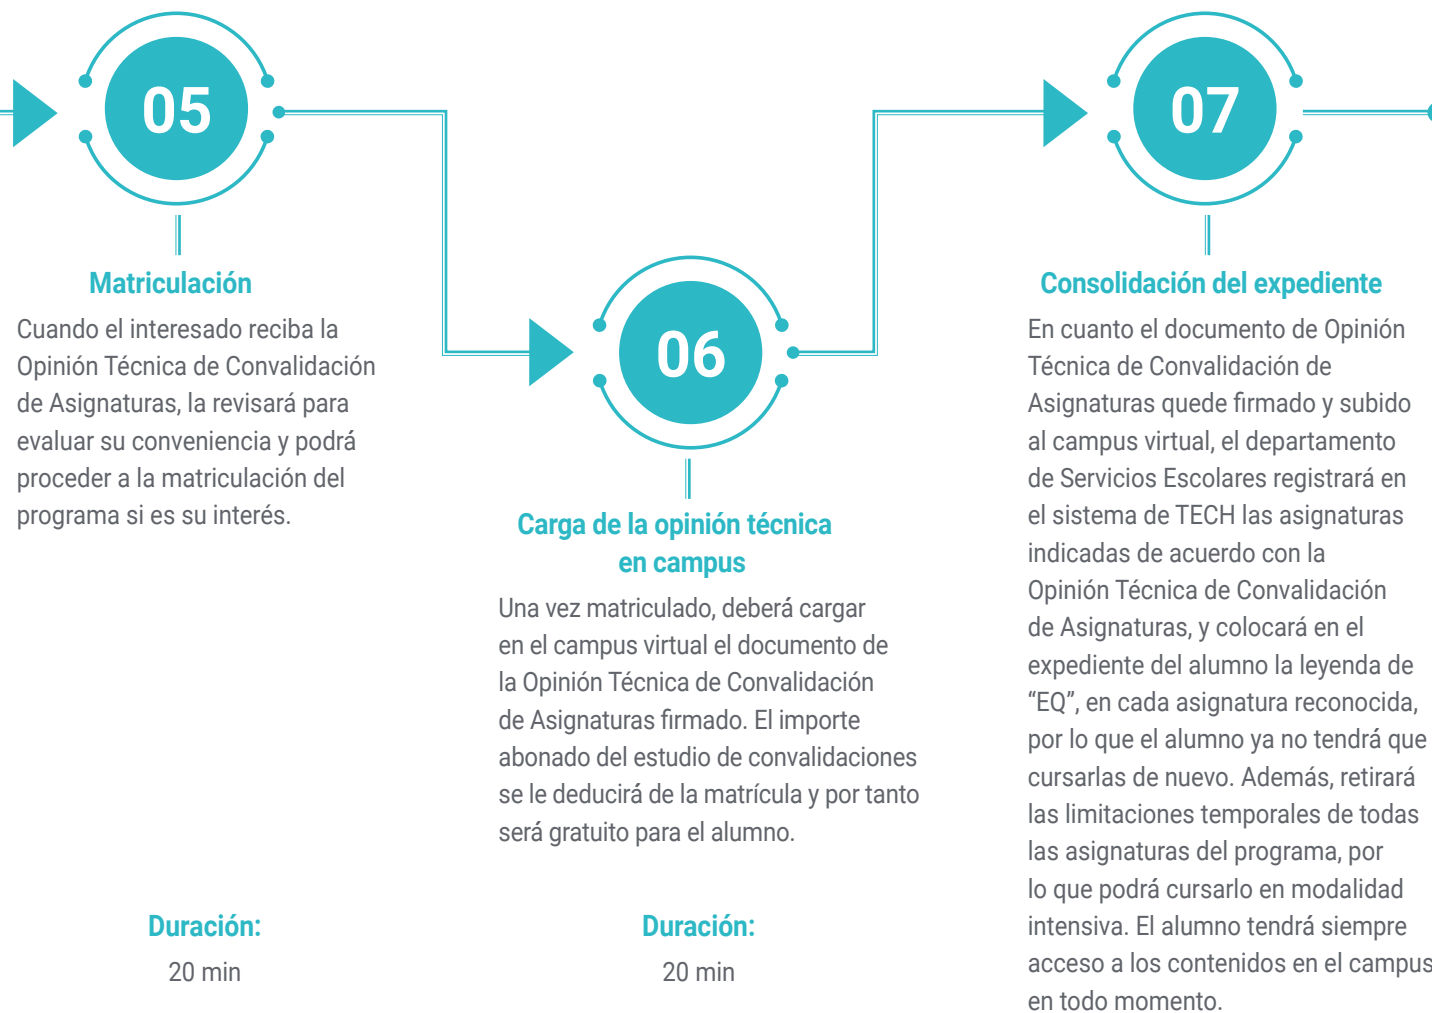 05
Matriculación
Cuando el interesado reciba la
Opinión Técnica de Convalidación
de Asignaturas, la revisará para
evaluar su conveniencia y podrá
proceder a la matriculación del
programa si es su interés.
Duración:
20 min
06
Carga de la opinión técnica
en campus
Una vez matriculado, deberá cargar
en el campus virtual el documento de
la Opinión Técnica de Convalidación
de Asignaturas firmado. El importe
abonado del estudio de convalidaciones
se le deducirá de la matrícula y por tanto
será gratuito para el alumno.
Duración:
20 min
07
Consolidación del expediente
En cuanto el documento de Opinión
Técnica de Convalidación de
Asignaturas quede firmado y subido
al campus virtual, el departamento
de Servicios Escolares registrará en
el sistema de TECH las asignaturas
indicadas de acuerdo con la
Opinión Técnica de Convalidación
de Asignaturas, y colocará en el
expediente del alumno la leyenda de
“EQ”, en cada asignatura reconocida,
por lo que el alumno ya no tendrá que
cursarlas de nuevo. Además, retirará
las limitaciones temporales de todas
las asignaturas del programa, por
lo que podrá cursarlo en modalidad
intensiva. El alumno tendrá siempre
acceso a los contenidos en el campus
en todo momento.